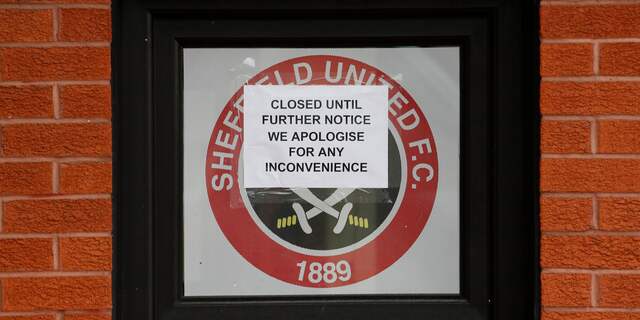 SHEFFIELD UNITED F.C.
CLOSED UNTIL
FURTHER NOTICE
WE APOLOGISE
FOR ANY
INCONVENIENCE
1889